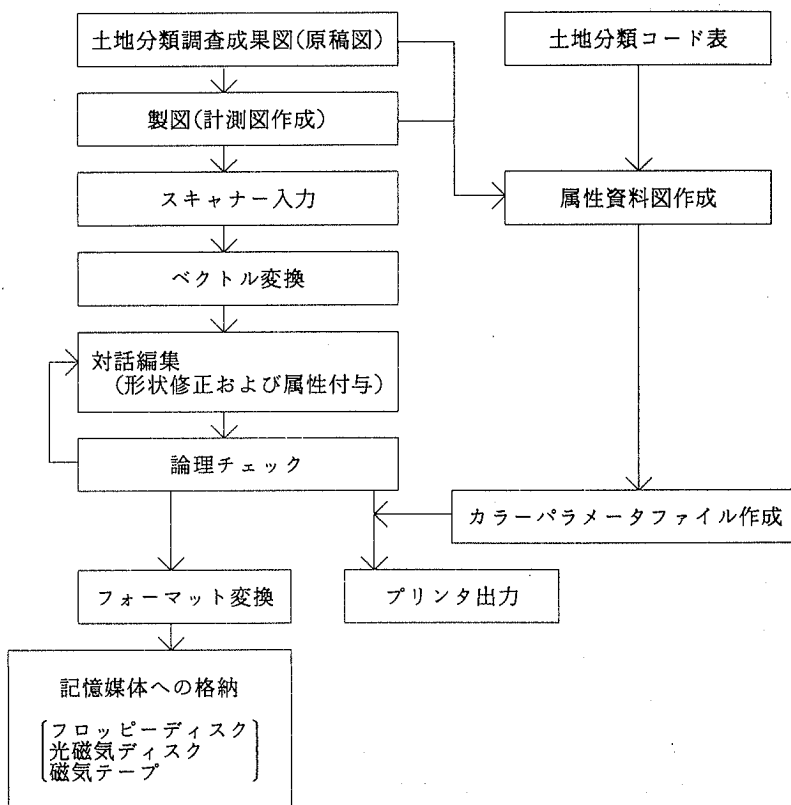 土地分類調査成果図(原稿図)
土地分類コード表
製図(計測図作成)
スキャナー入力
属性資料図作成
ベクトル変換
対話編集
(形状修正および属性付与)
論理チェック
カラーパラメータファイル作成
フォーマット変換
プリンタ出力
記憶媒体への格納
フロッピーディスク
光磁気ディスク
磁気テープ